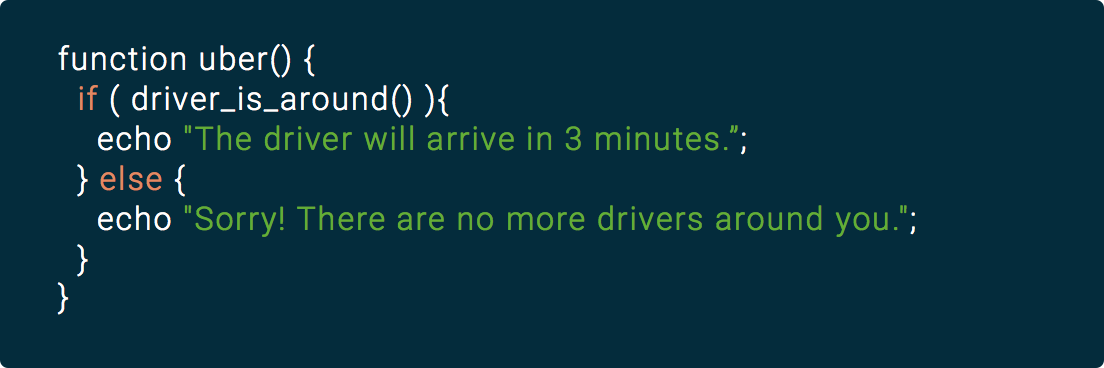 function uber() {
  if ( driver_is_around() ){
    echo "The driver will arrive in 3 minutes.”;
  } else {
    echo "Sorry! There are no more drivers around you.";
  }
}